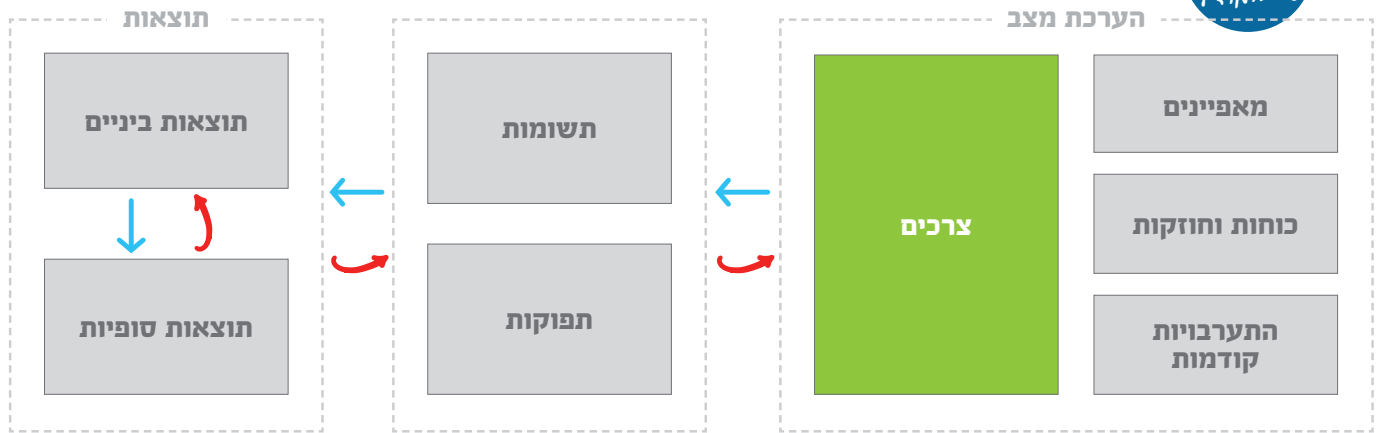 הערכת מצב
מאפיינים
כוחות וחוזקות
התערבויות
קודמות
צרכים
תשומות
תפוקות
תוצאות
תוצאות ביניים
תוצאות סופיות